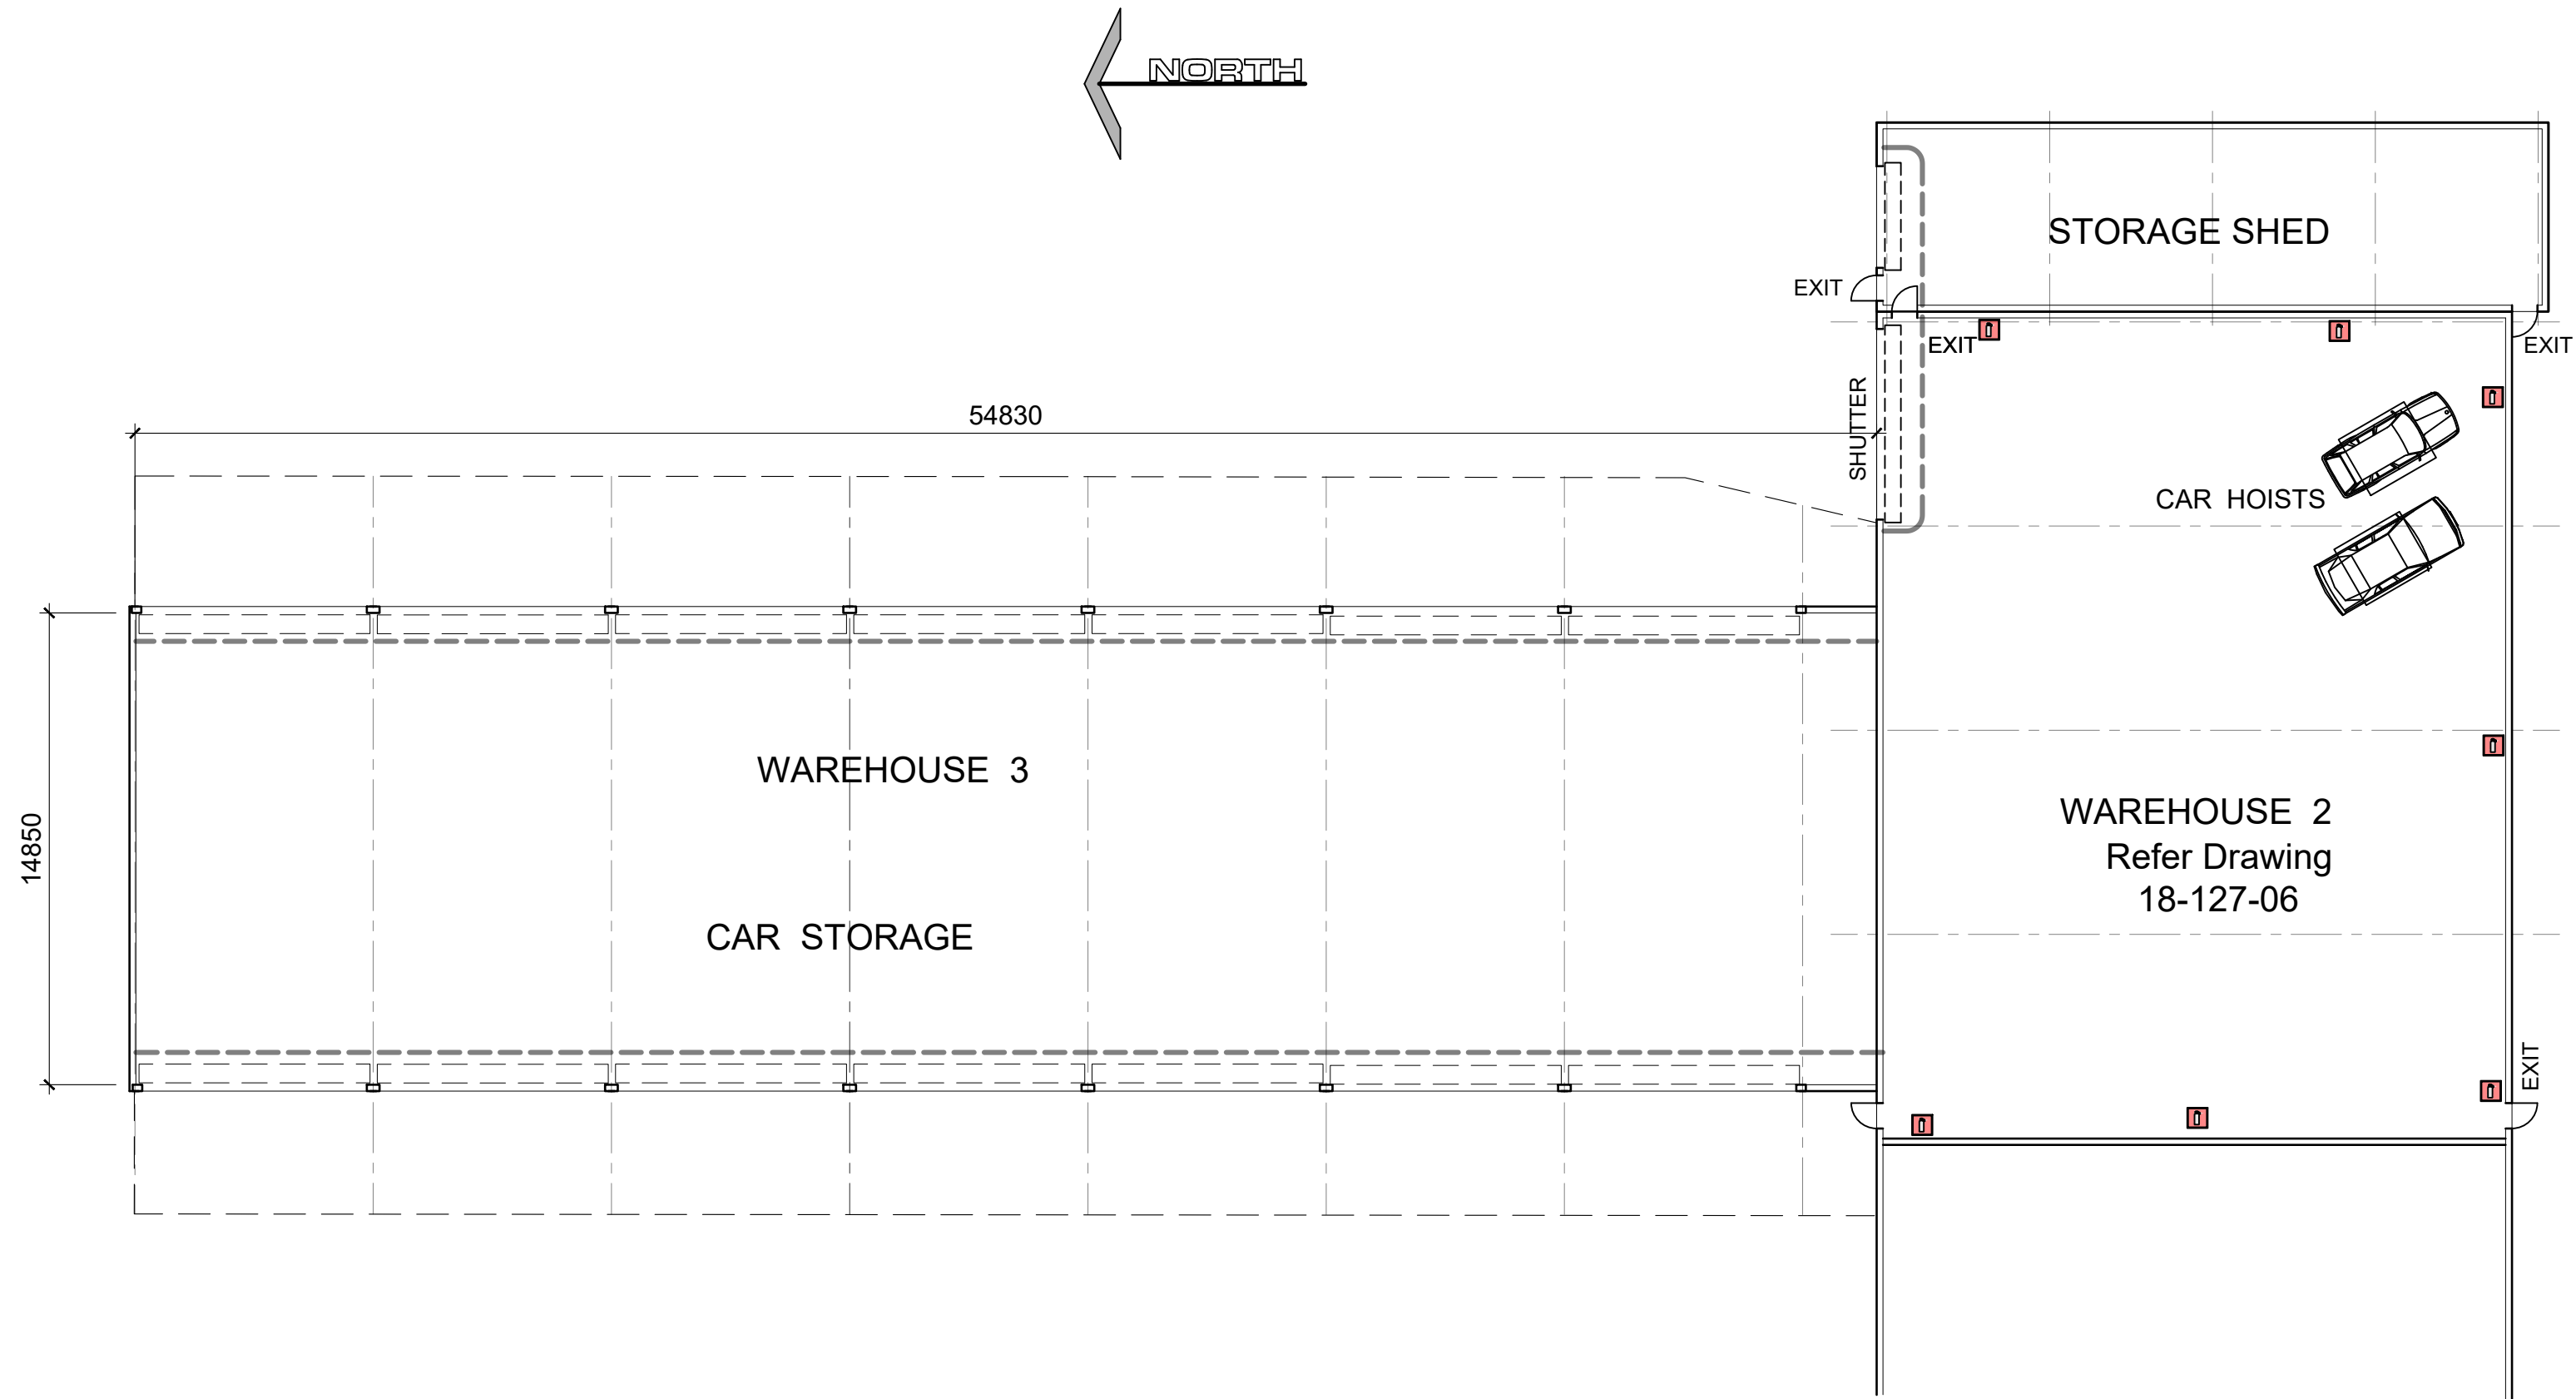 NORTH
STORAGE SHED
EXIT
EXIT
EXIT
SHUTTER
54830
CAR HOISTS
WAREHOUSE 3
14850
WAREHOUSE 2
Refer Drawing
18-127-06
CAR STORAGE
EXIT